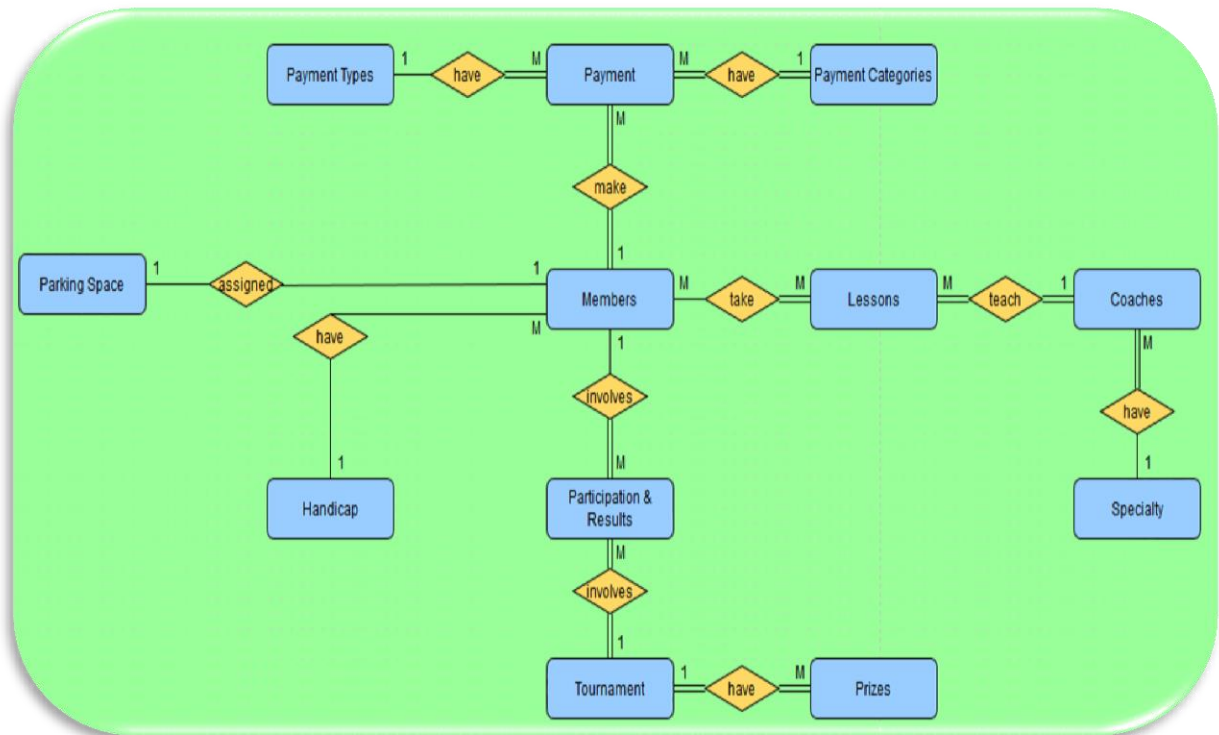 Payment Types
1
have
M
Payment
M
have
1
Payment Categories
M
make
1
Parking Space
1
assigned
1
Members
M
take
M
Lessons
M
teach
1
Coaches
have
M
1
M
involves
have
1
M
1
Handicap
Participation &
Results
Specialty
M
involves
1
Tournament
1
have
M
Prizes